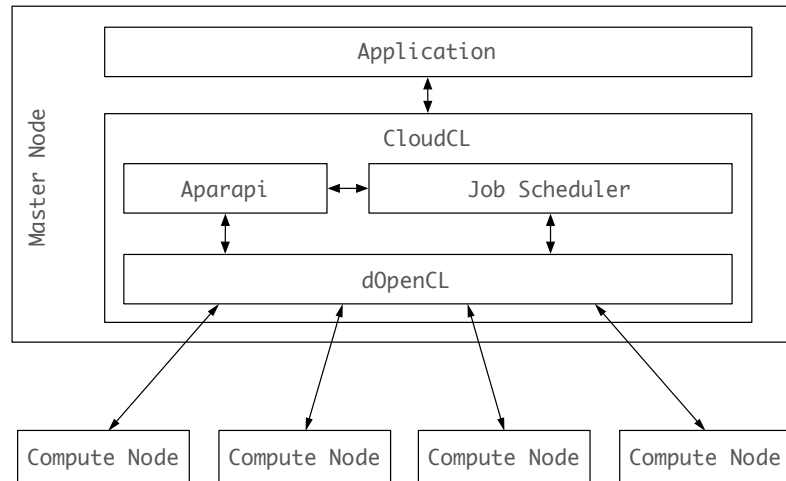 Application
Master Node
CloudCL
Aparapi
Job Scheduler
dOpenCL
Compute Node
Compute Node
Compute Node
Compute Node